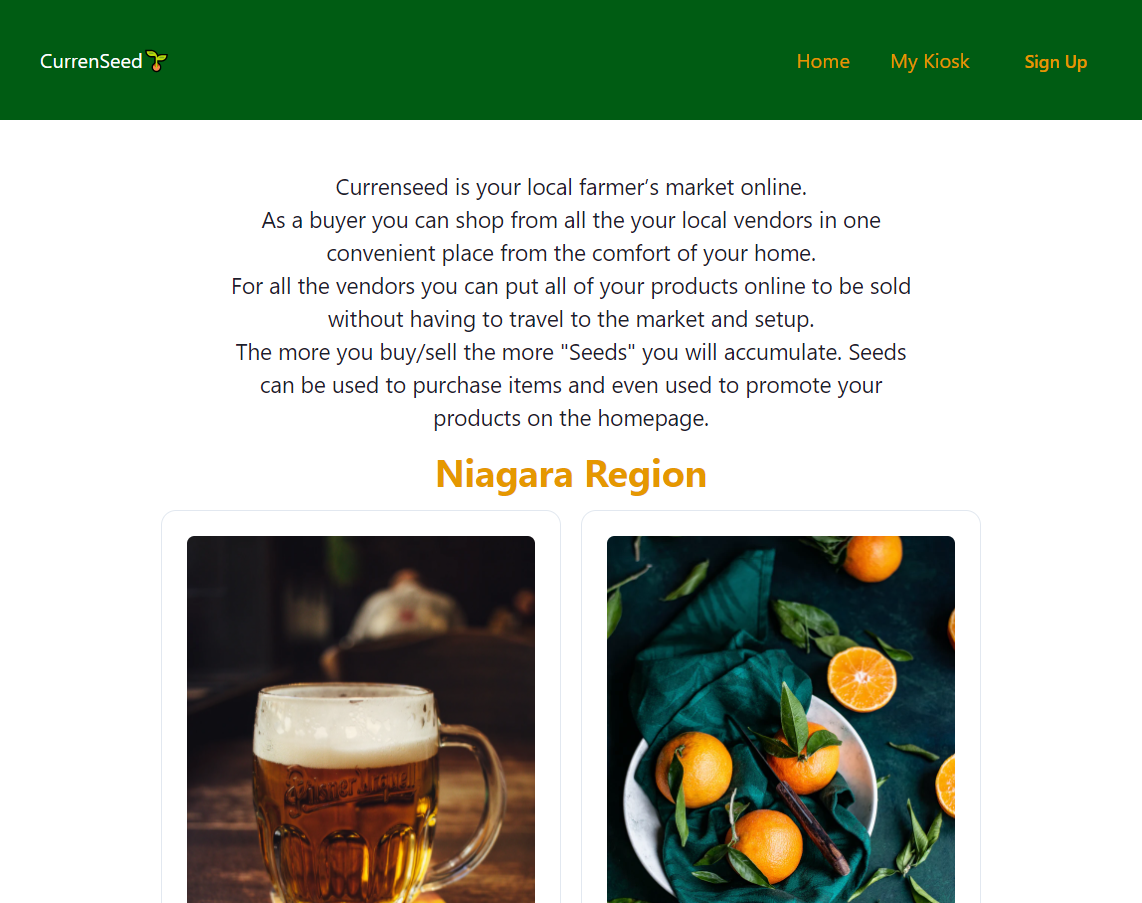 CurrenSeed
Home
My Kiosk
Sign Up
Currenseed is your local farmer’s market online.
As a buyer you can shop from all the your local vendors in one
convenient place from the comfort of your home.
For all the vendors you can put all of your products online to be sold
without having to travel to the market and setup.
The more you buy/sell the more "Seeds" you will accumulate. Seeds
can be used to purchase items and even used to promote your
products on the homepage.
Niagara Region